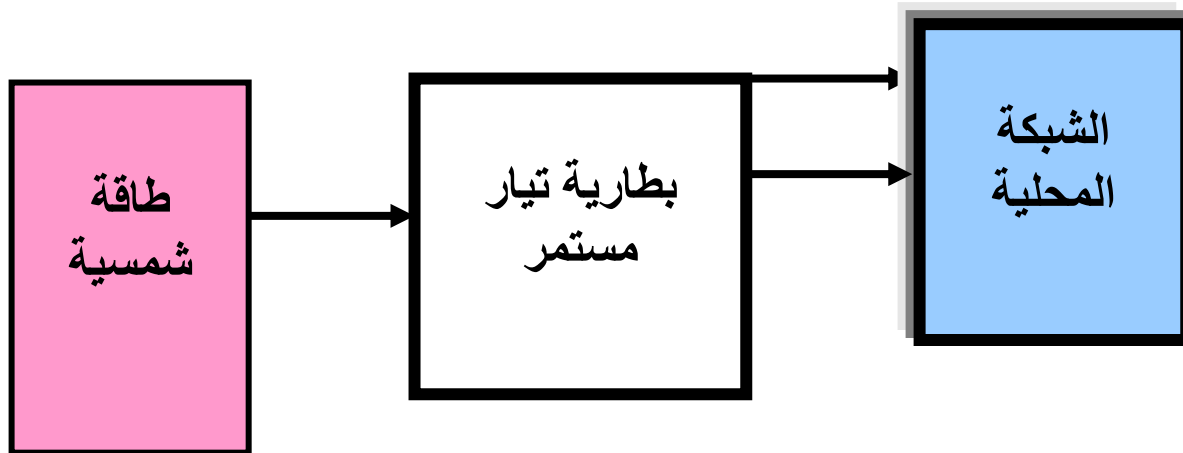 طاقة
شمسية
بطارية تيار
مستمر
الشبكة
المحلية